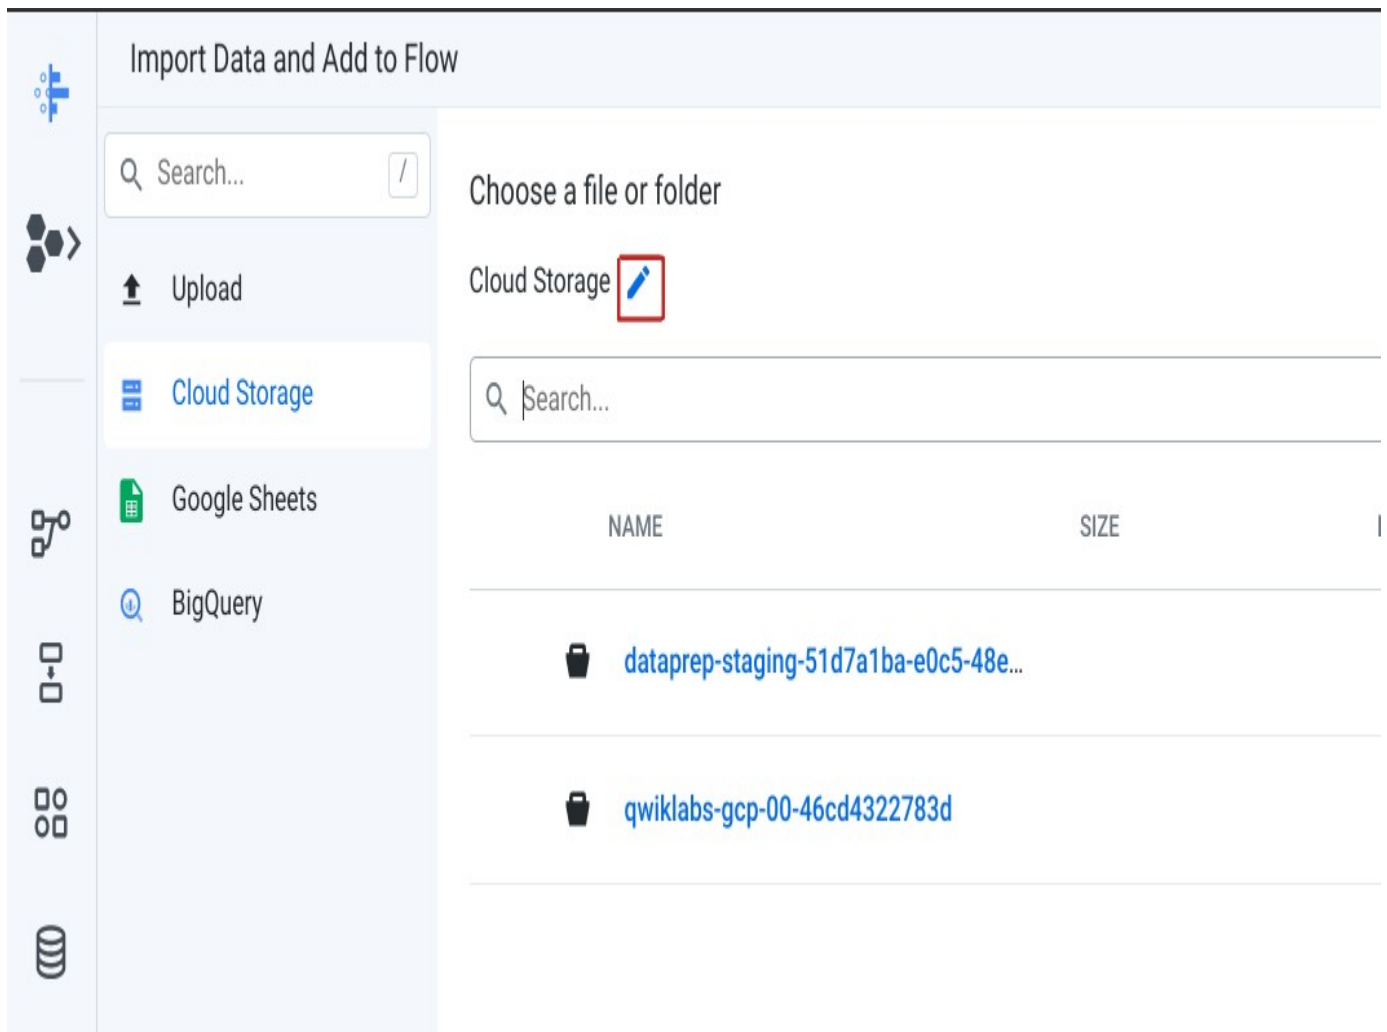 Import Data and Add to Flow
Search... /
Upload
Cloud Storage
Google Sheets
BigQuery
Choose a file or folder
Cloud Storage
Search...
NAME SIZE
dataprep-staging-51d7a1ba-e0c5-48e...
qwiklabs-gcp-00-46cd4322783d